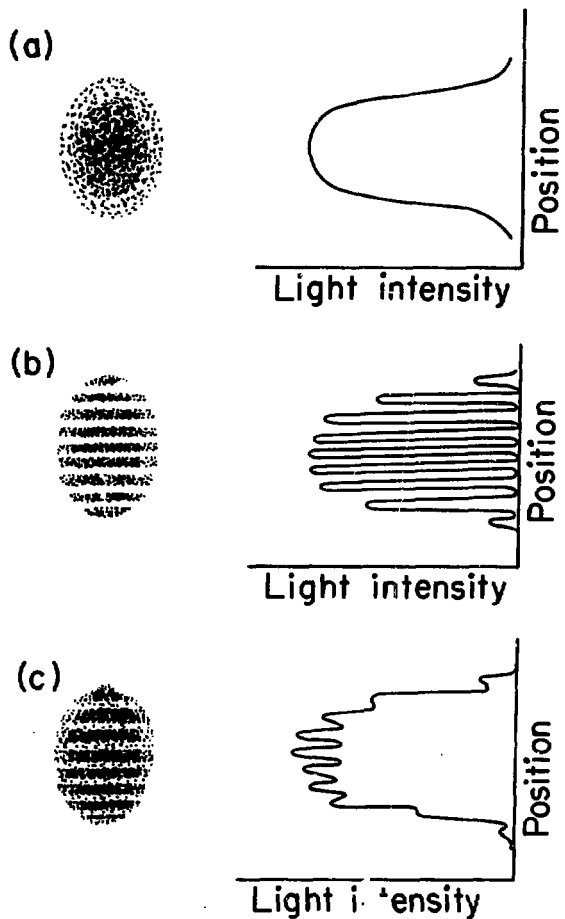 (a)
Position
Light intensity
(b)
Position
Light intensity
(c)
Position
Light